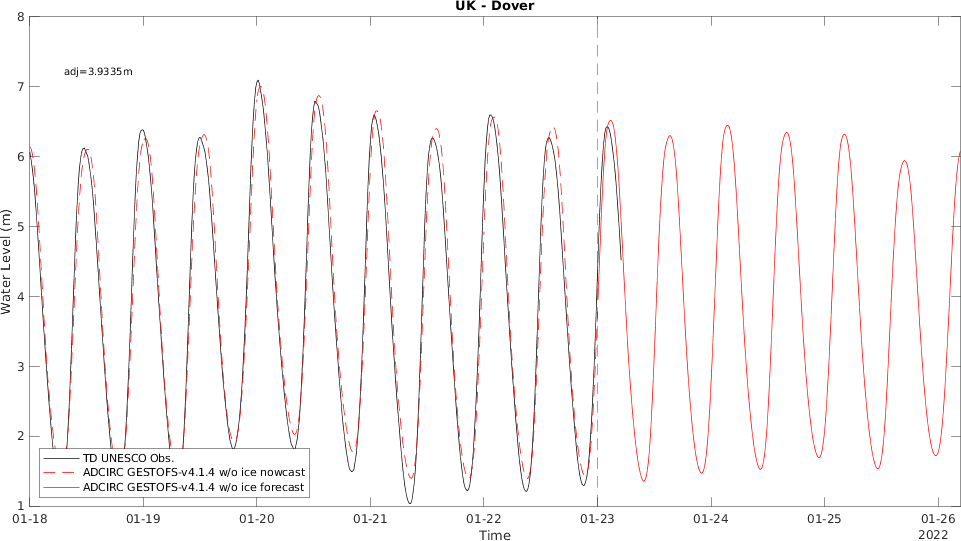 UK - Dover
8
adj=3.9335m
7
6
5
4
3
2
1
Water Level (m)
TD UNESCO Obs.
ADCIRC GESTOFS-v4.1.4 w/o ice nowcast
ADCIRC GESTOFS-v4.1.4 w/o ice forecast
01-18 01-19 01-20 01-21 01-22 01-23 01-24 01-25 01-26
Time
2022